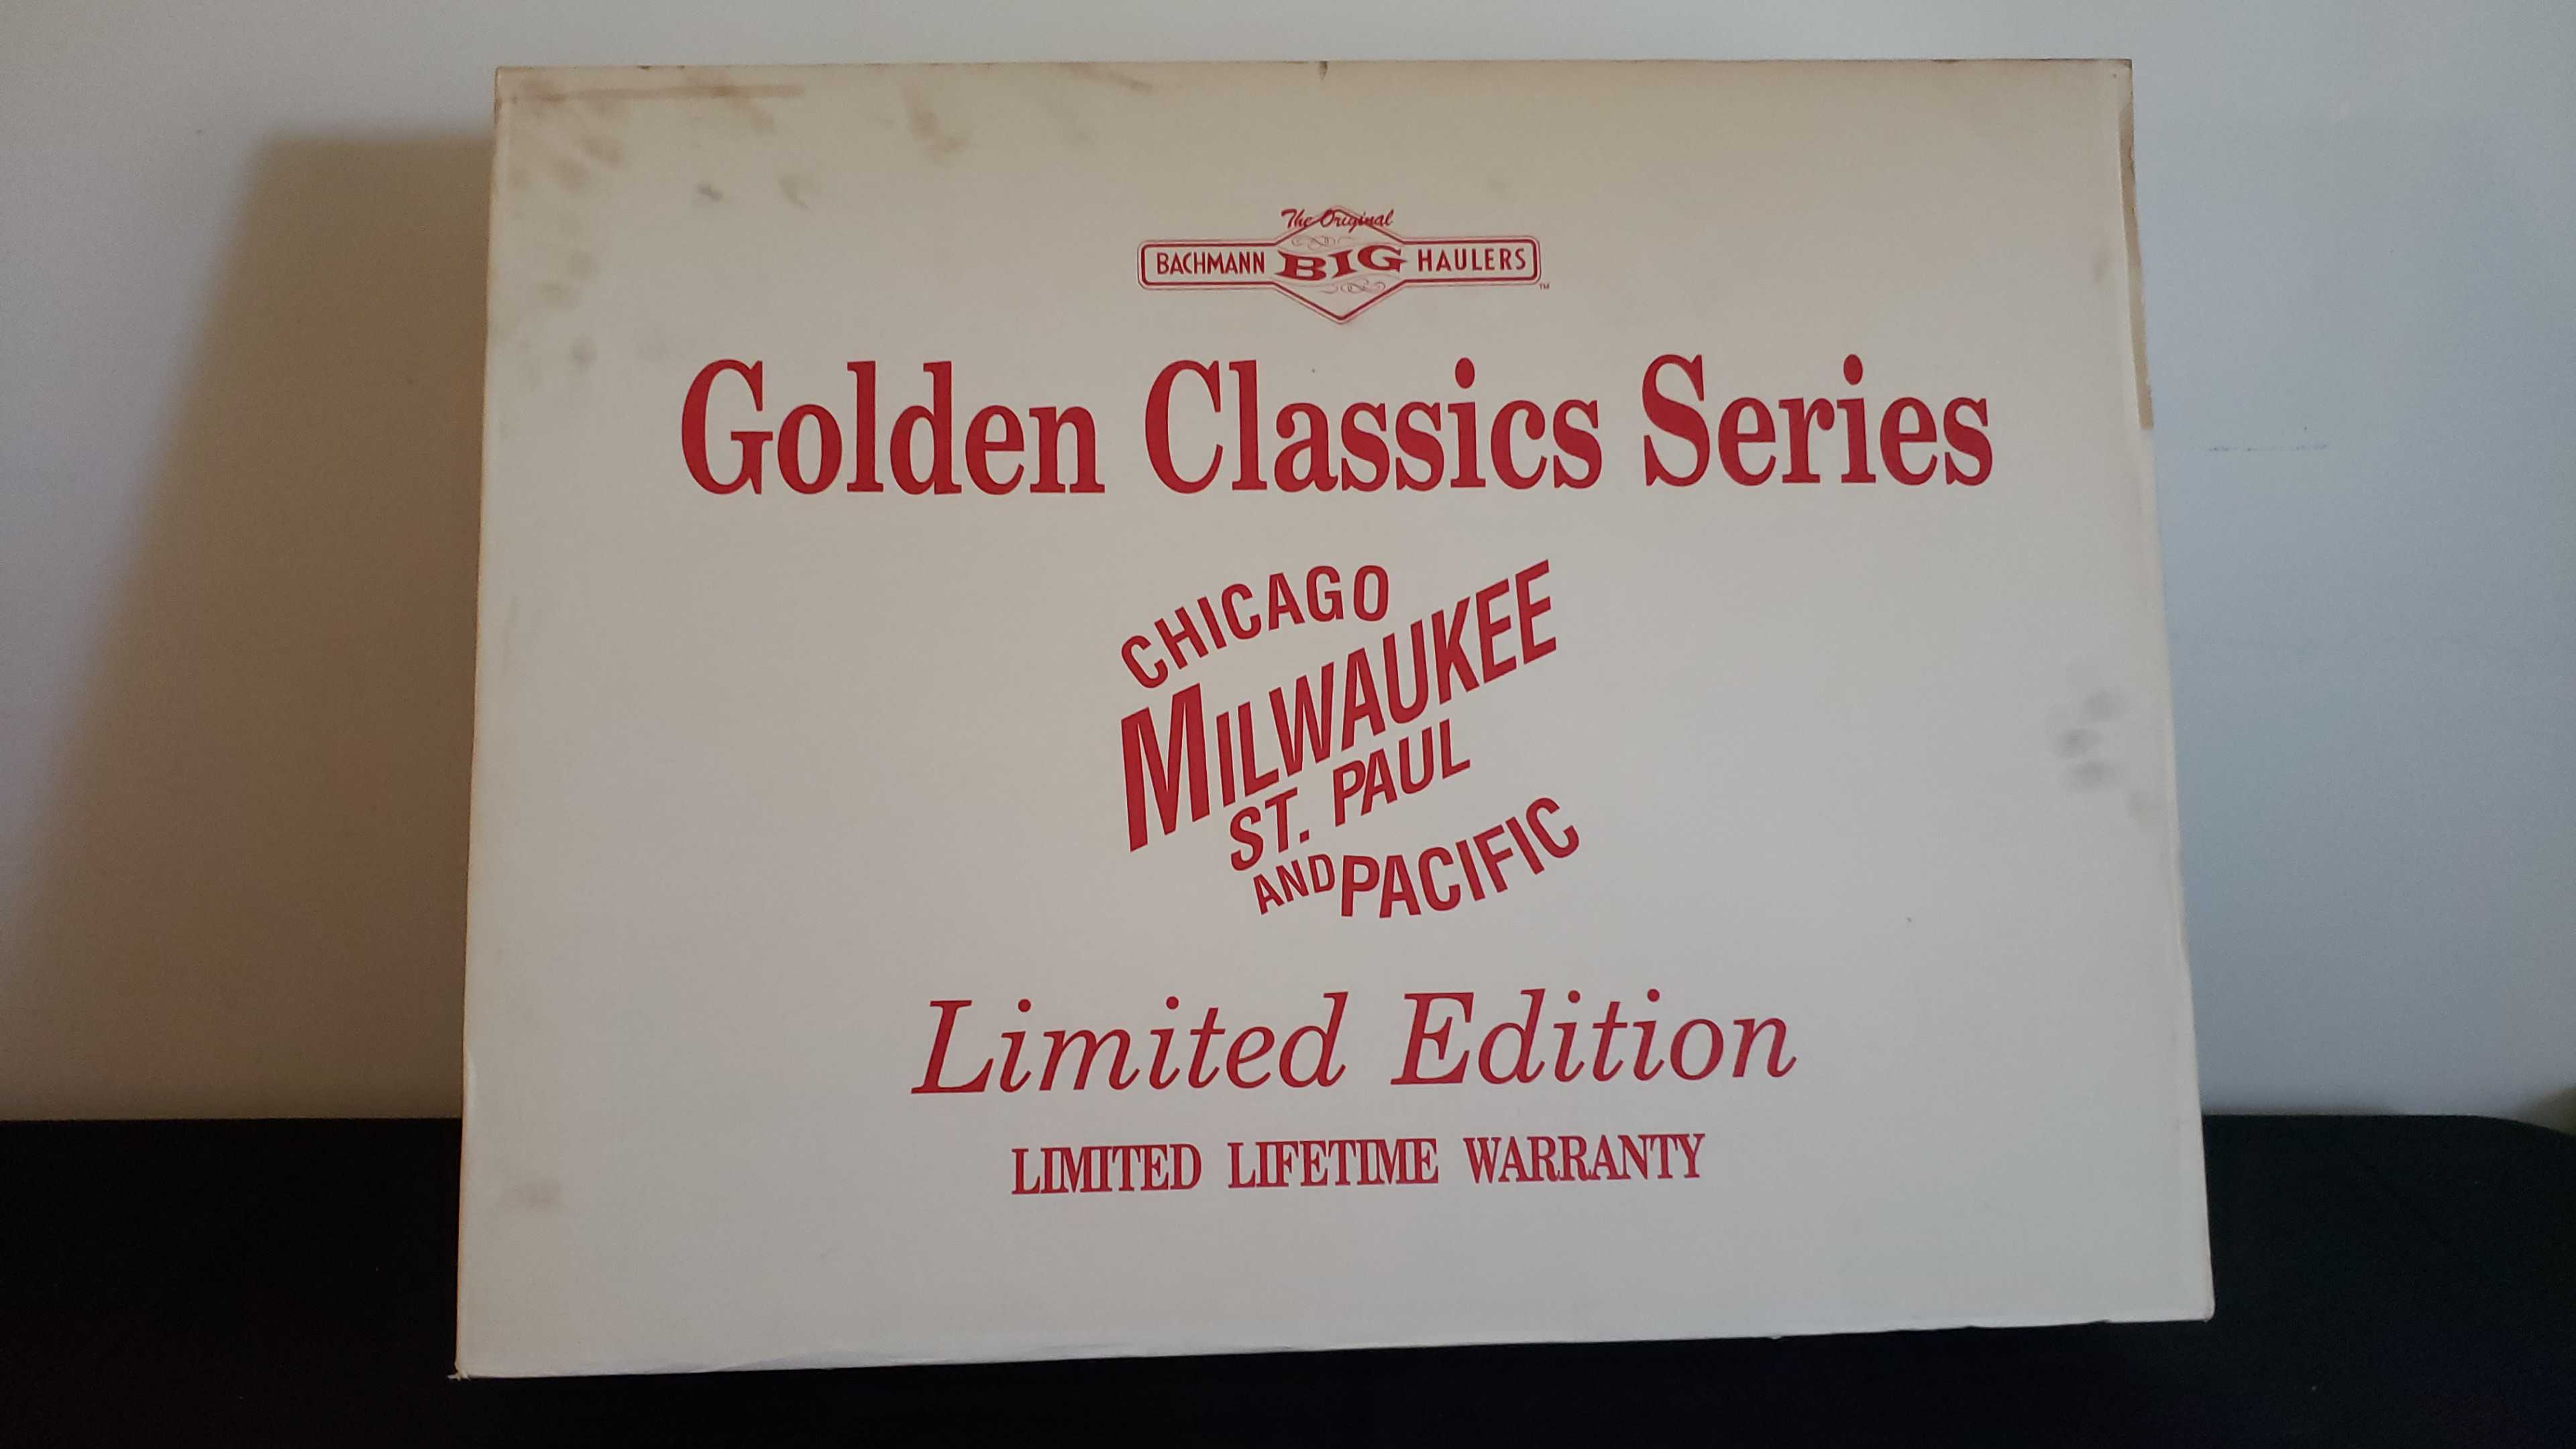 The Original
BACHMANN BIG HAULERS TM
Golden Classics Series
CHICAGO
MILWAUKEE
ST. PAUL
AND PACIFIC
Limited Edition
LIMITED LIFETIME WARRANTY